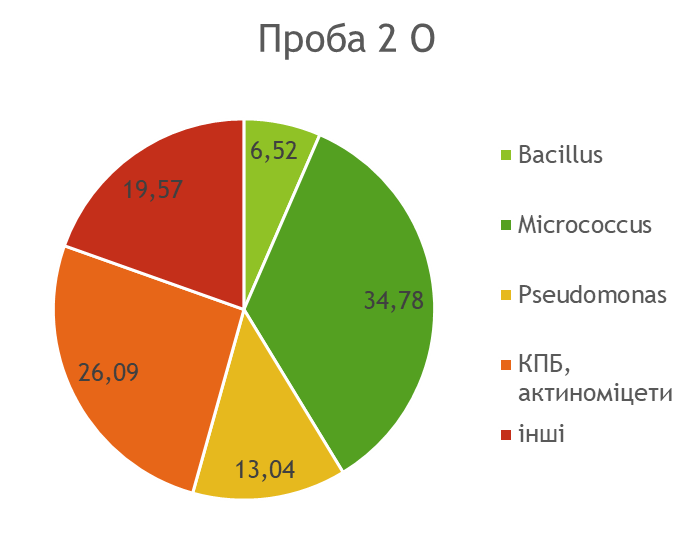 Проба 2 О
6,52
34,78
13,04
26,09
19,57
Bacillus
Micrococcus
Pseudomonas
КПБ,
актиноміцети
інші